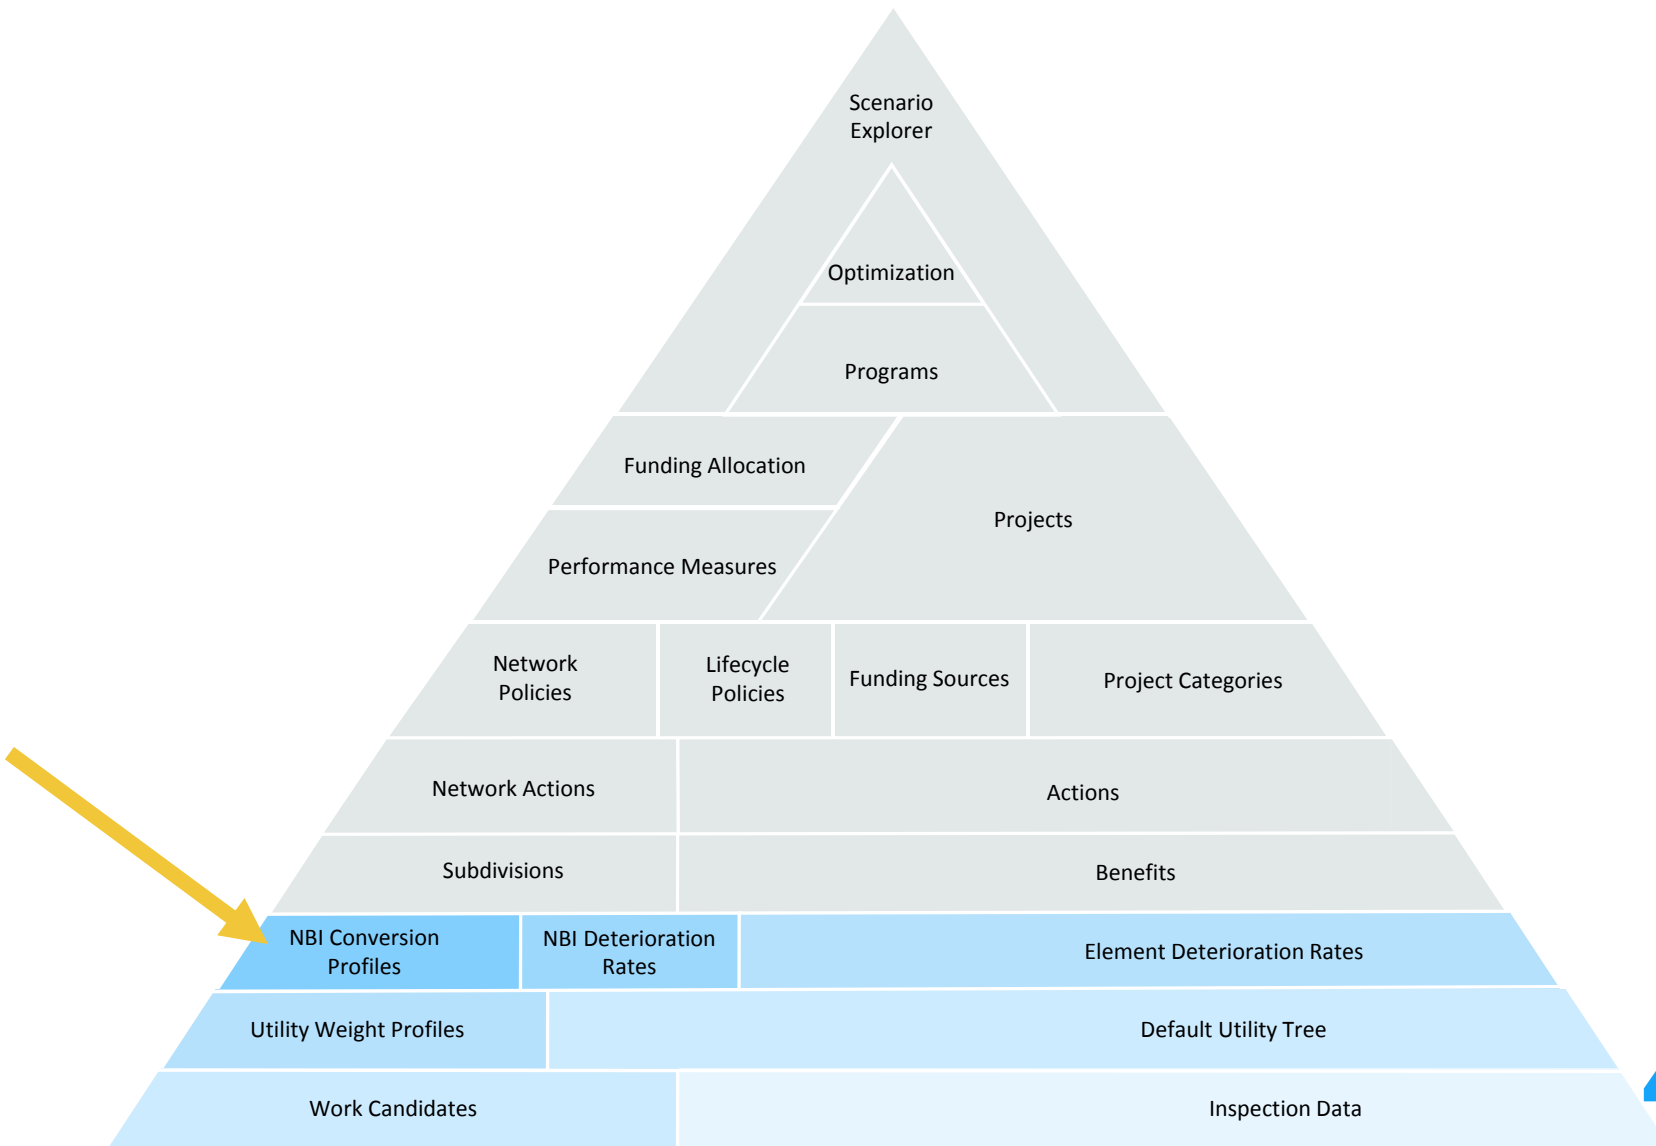 Scenario
Explorer
Optimization
Programs
Funding Allocation
Projects
Performance Measures
Network
Policies
Lifecycle
Policies
Funding Sources
Project Categories
Network Actions
Actions
Subdivisions
Benefits
NBI Conversion
Profiles
NBI Deterioration
Rates
Element Deterioration Rates
Utility Weight Profiles
Default Utility Tree
Work Candidates
Inspection Data